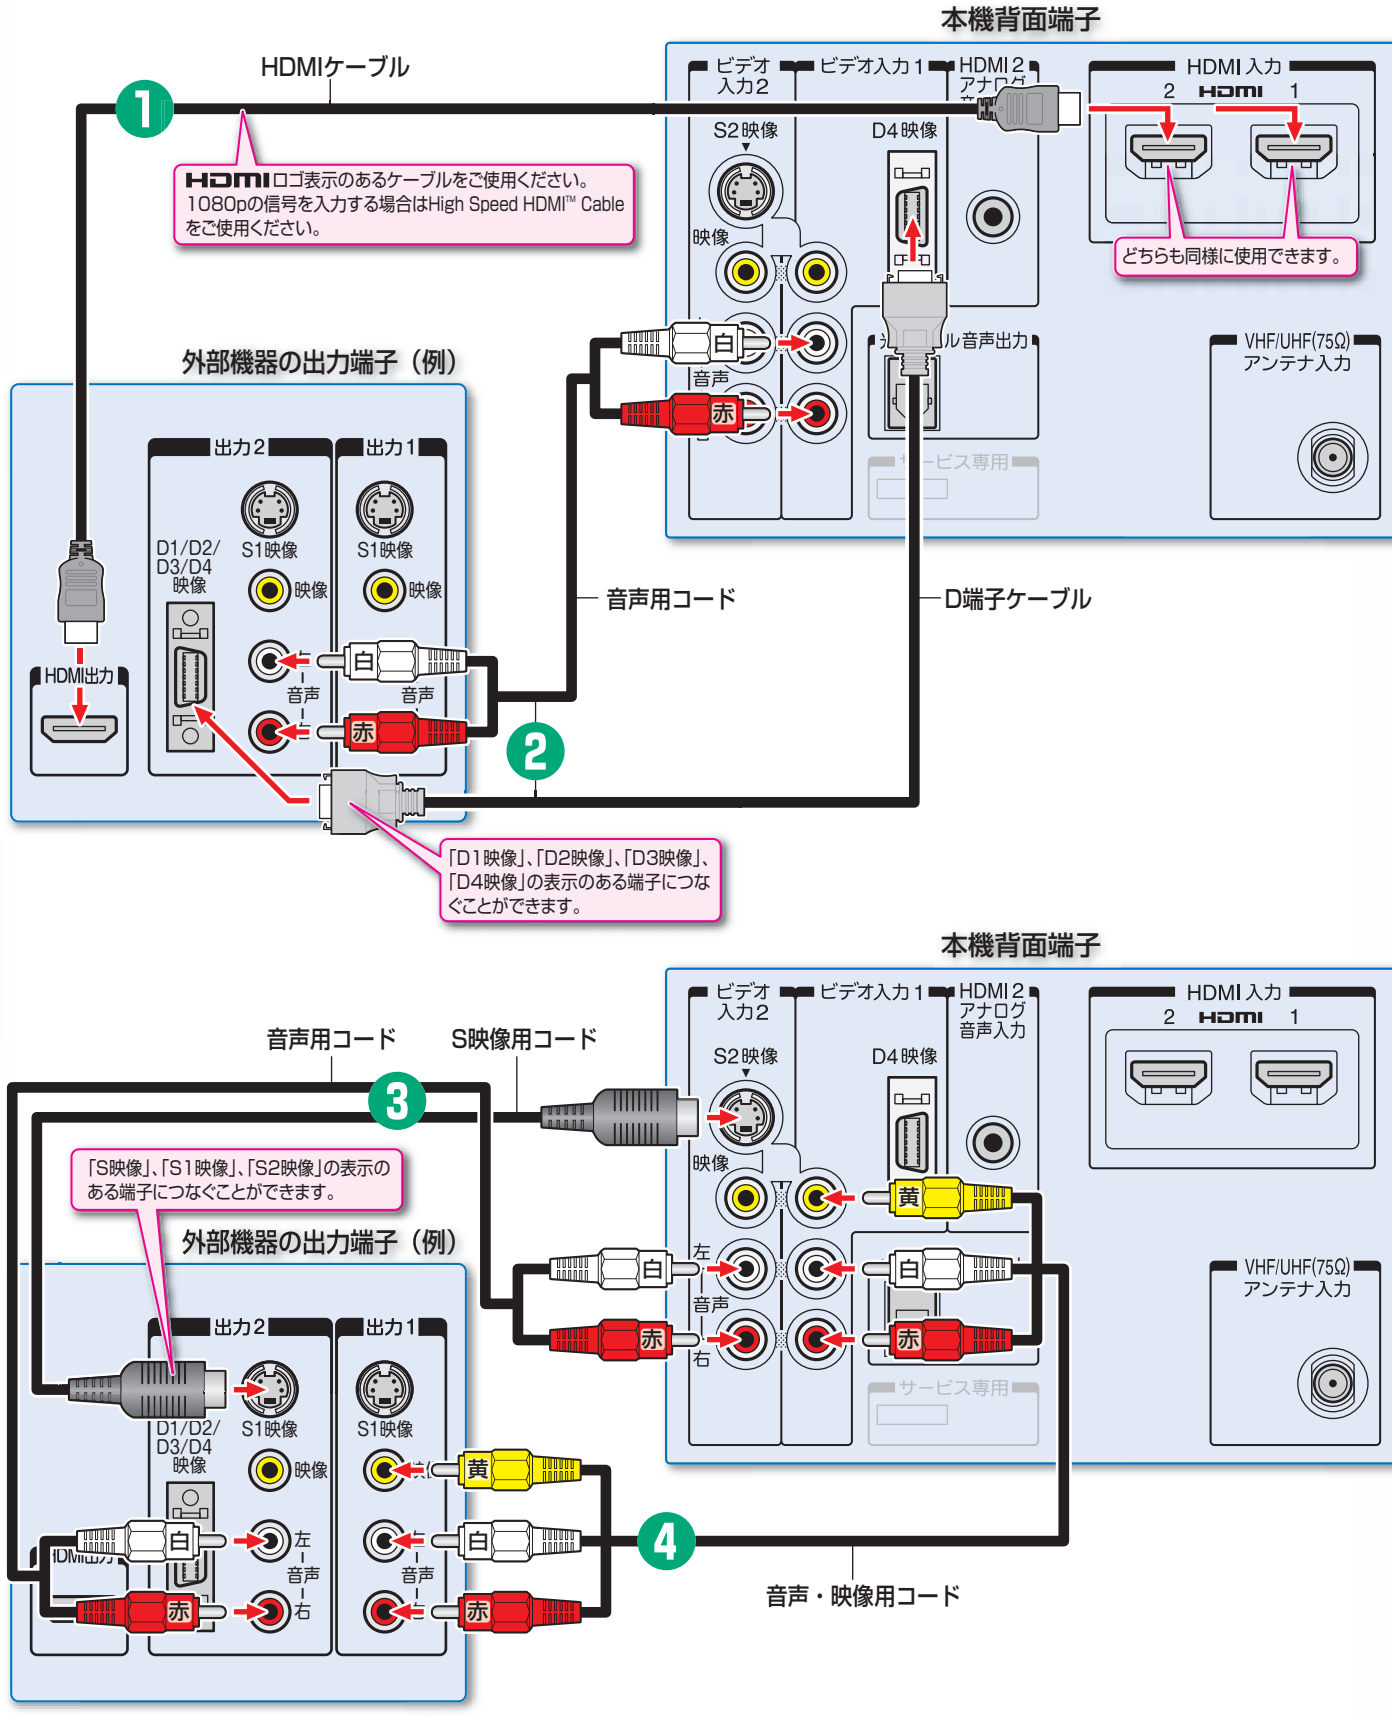 本機背面端子
HDMIケーブル
1
ビデオ入力2
ビデオ入力1
HDMI 2
アナログ
HDMI 入力
2 HDMI 1
S2映像
D4映像
HDMIロゴ表示のあるケーブルをご使用ください。
1080pの信号を入力する場合はHigh Speed HDMI™ Cable
をご使用ください。
映像
どちらも同様に使用できます。
白
音声
赤
ル音声出力
VHF/UHF(75Ω)
アンテナ入力
サービス専用
外部機器の出力端子（例）
出力2
出力1
D1/D2/
D3/D4
映像
S1映像
S1映像
映像
映像
音声用コード
D端子ケーブル
HDMI出力
白
音声
音声
赤
2
「D1映像」、「D2映像」、「D3映像」、
「D4映像」の表示のある端子につな
ぐことができます。
本機背面端子
ビデオ入力2
ビデオ入力1
HDMI 2
アナログ
音声入力
HDMI 入力
2 HDMI 1
音声用コード
S映像用コード
3
S2映像
D4映像
「S映像」、「S1映像」、「S2映像」の表示の
ある端子につなぐことができます。
映像
黄
外部機器の出力端子（例）
左
白
白
音声
赤
赤
右
VHF/UHF(75Ω)
アンテナ入力
サービス専用
出力2
出力1
D1/D2/
D3/D4
映像
S1映像
S1映像
映像
黄
白
左
白
4
HDMI出力
音声
音声
赤
右
赤
音声・映像用コード